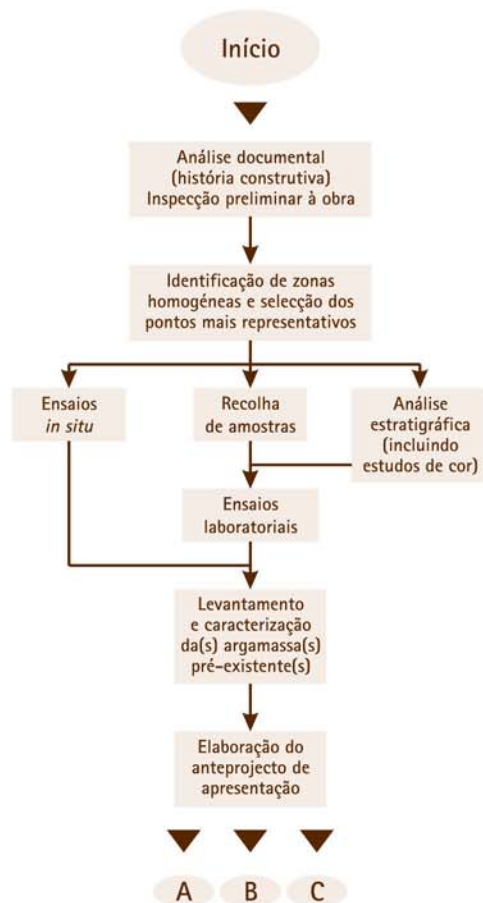 Início
Análise documental
(história construtiva)
Inspecção preliminar à obra
Identificação de zonas
homogéneas e selecção dos
pontos mais representativos
Ensaios
in situ
Recolha
de amostras
Análise
estratigráfica
(incluindo
estudos de cor)
Ensaios
laboratoriais
Levantamento
e caracterização
da(s) argamassa(s)
pré-existente(s)
Elaboração do
anteprojecto de
apresentação
A
B
C